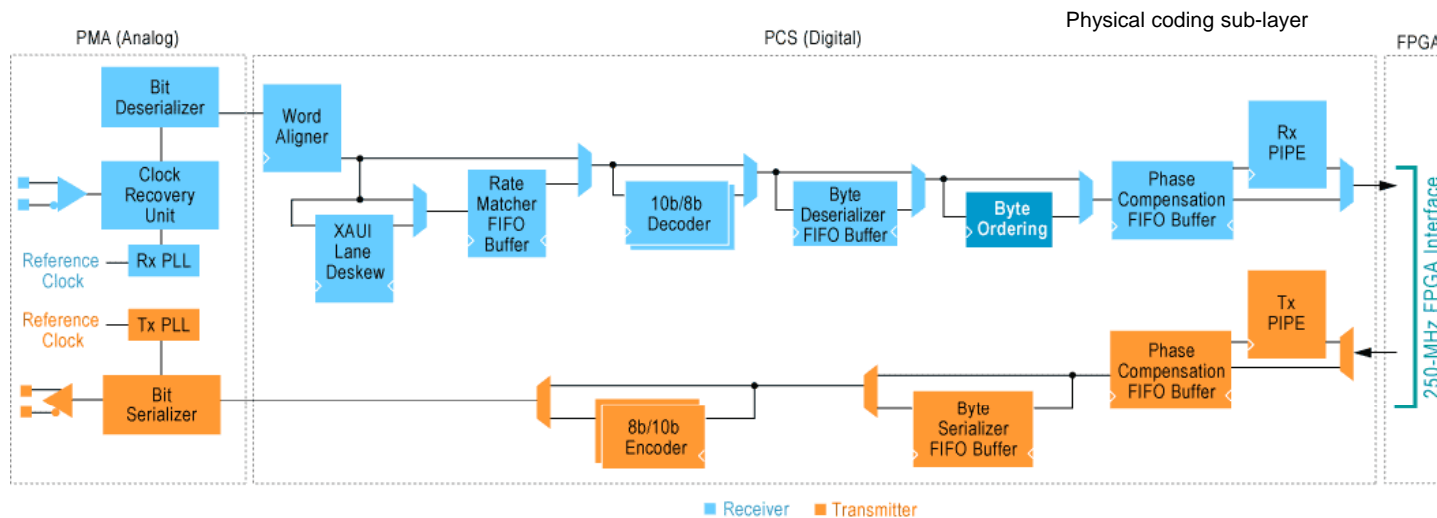 Physical coding sub-layer
PMA (Analog)
PCS (Digital)
FPGA
Bit
Deserializer
Word
Aligner
Clock
Recovery
Unit
Reference
Clock
Rx PLL
XAUI
Lane
Deskew
Rate
Matcher
FIFO
Buffer
10b/8b
Decoder
Byte
Deserializer
FIFO Buffer
Byte
Ordering
Phase
Compensation
FIFO Buffer
Rx
PIPE
250-MHz FPGA Interface
Reference
Clock
Tx PLL
Bit
Serializer
8b/10b
Encoder
Byte
Serializer
FIFO Buffer
Phase
Compensation
FIFO Buffer
Tx
PIPE
Receiver
Transmitter